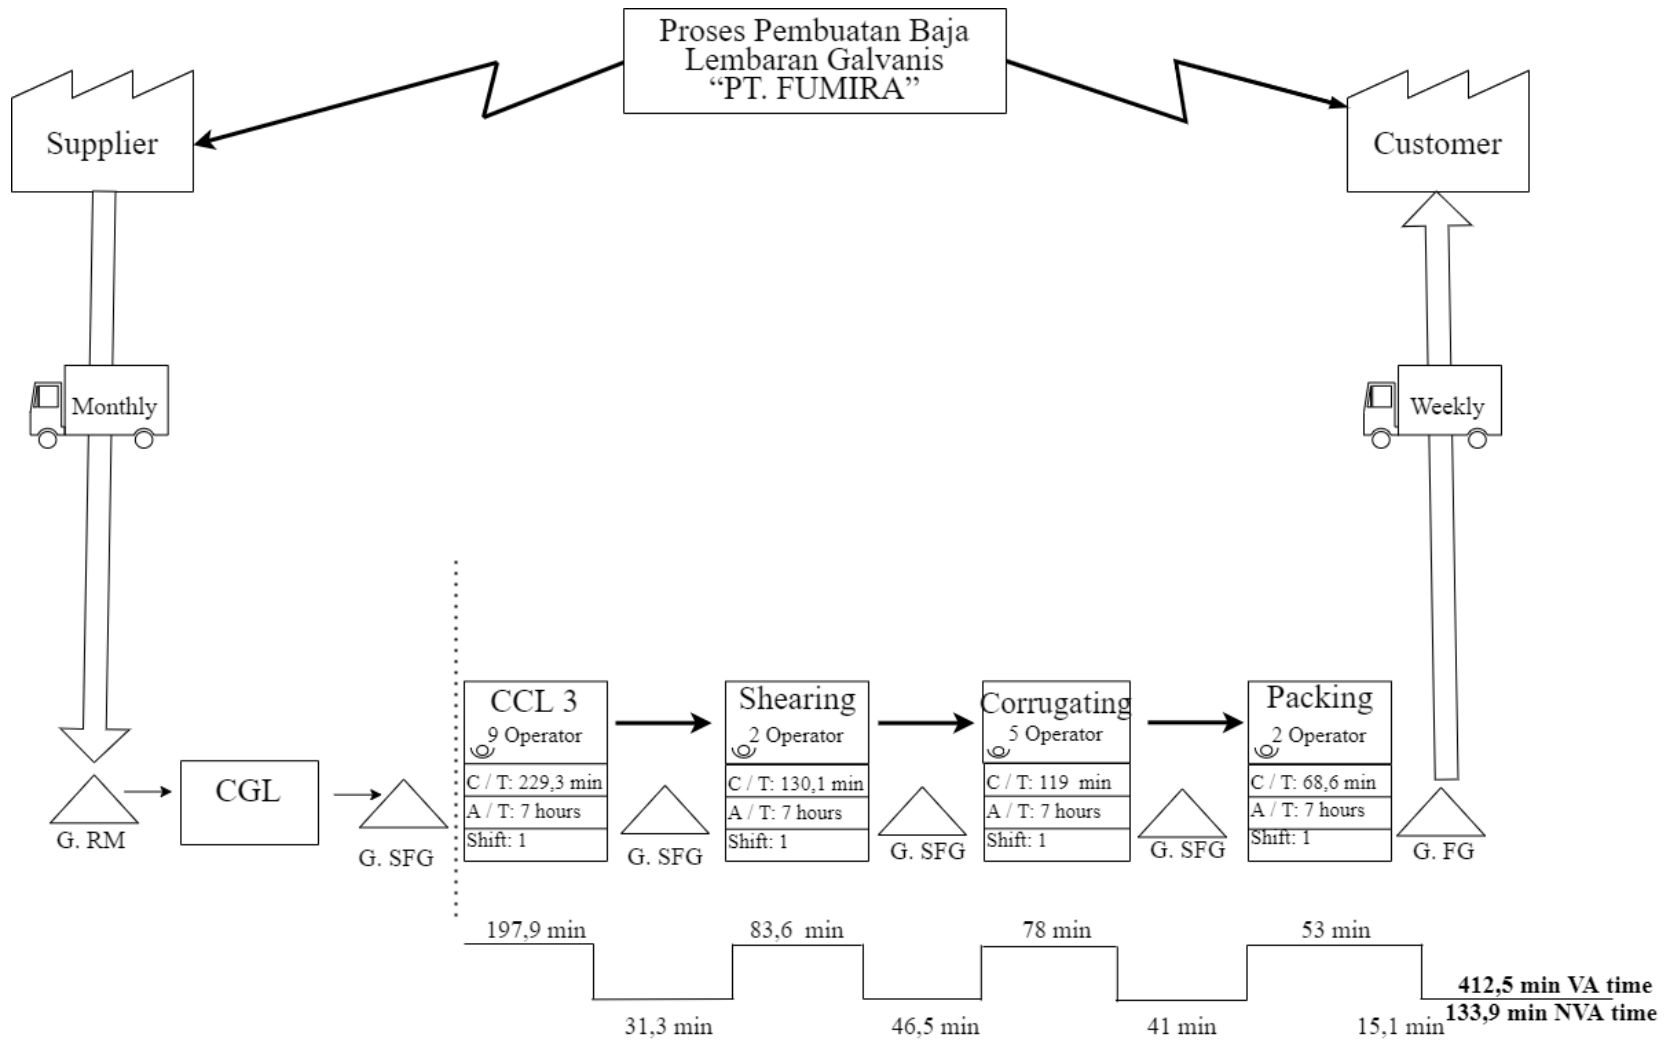 Proses Pembuatan Baja
Lembaran Galvanis
“PT. FUMIRA”
Supplier
Customer
Monthly
Weekly
G. RM
CGL
G. SFG
CCL 3
9 Operator
C / T: 229,3 min
A / T: 7 hours
Shift: 1
G. SFG
Shearing
2 Operator
C / T: 130,1 min
A / T: 7 hours
Shift: 1
G. SFG
Corrugating
5 Operator
C / T: 119 min
A / T: 7 hours
Shift: 1
G. SFG
Packing
2 Operator
C / T: 68,6 min
A / T: 7 hours
Shift: 1
G. FG
197,9 min
83,6 min
78 min
53 min
412,5 min VA time
31,3 min
46,5 min
41 min
15,1 min
133,9 min NVA time